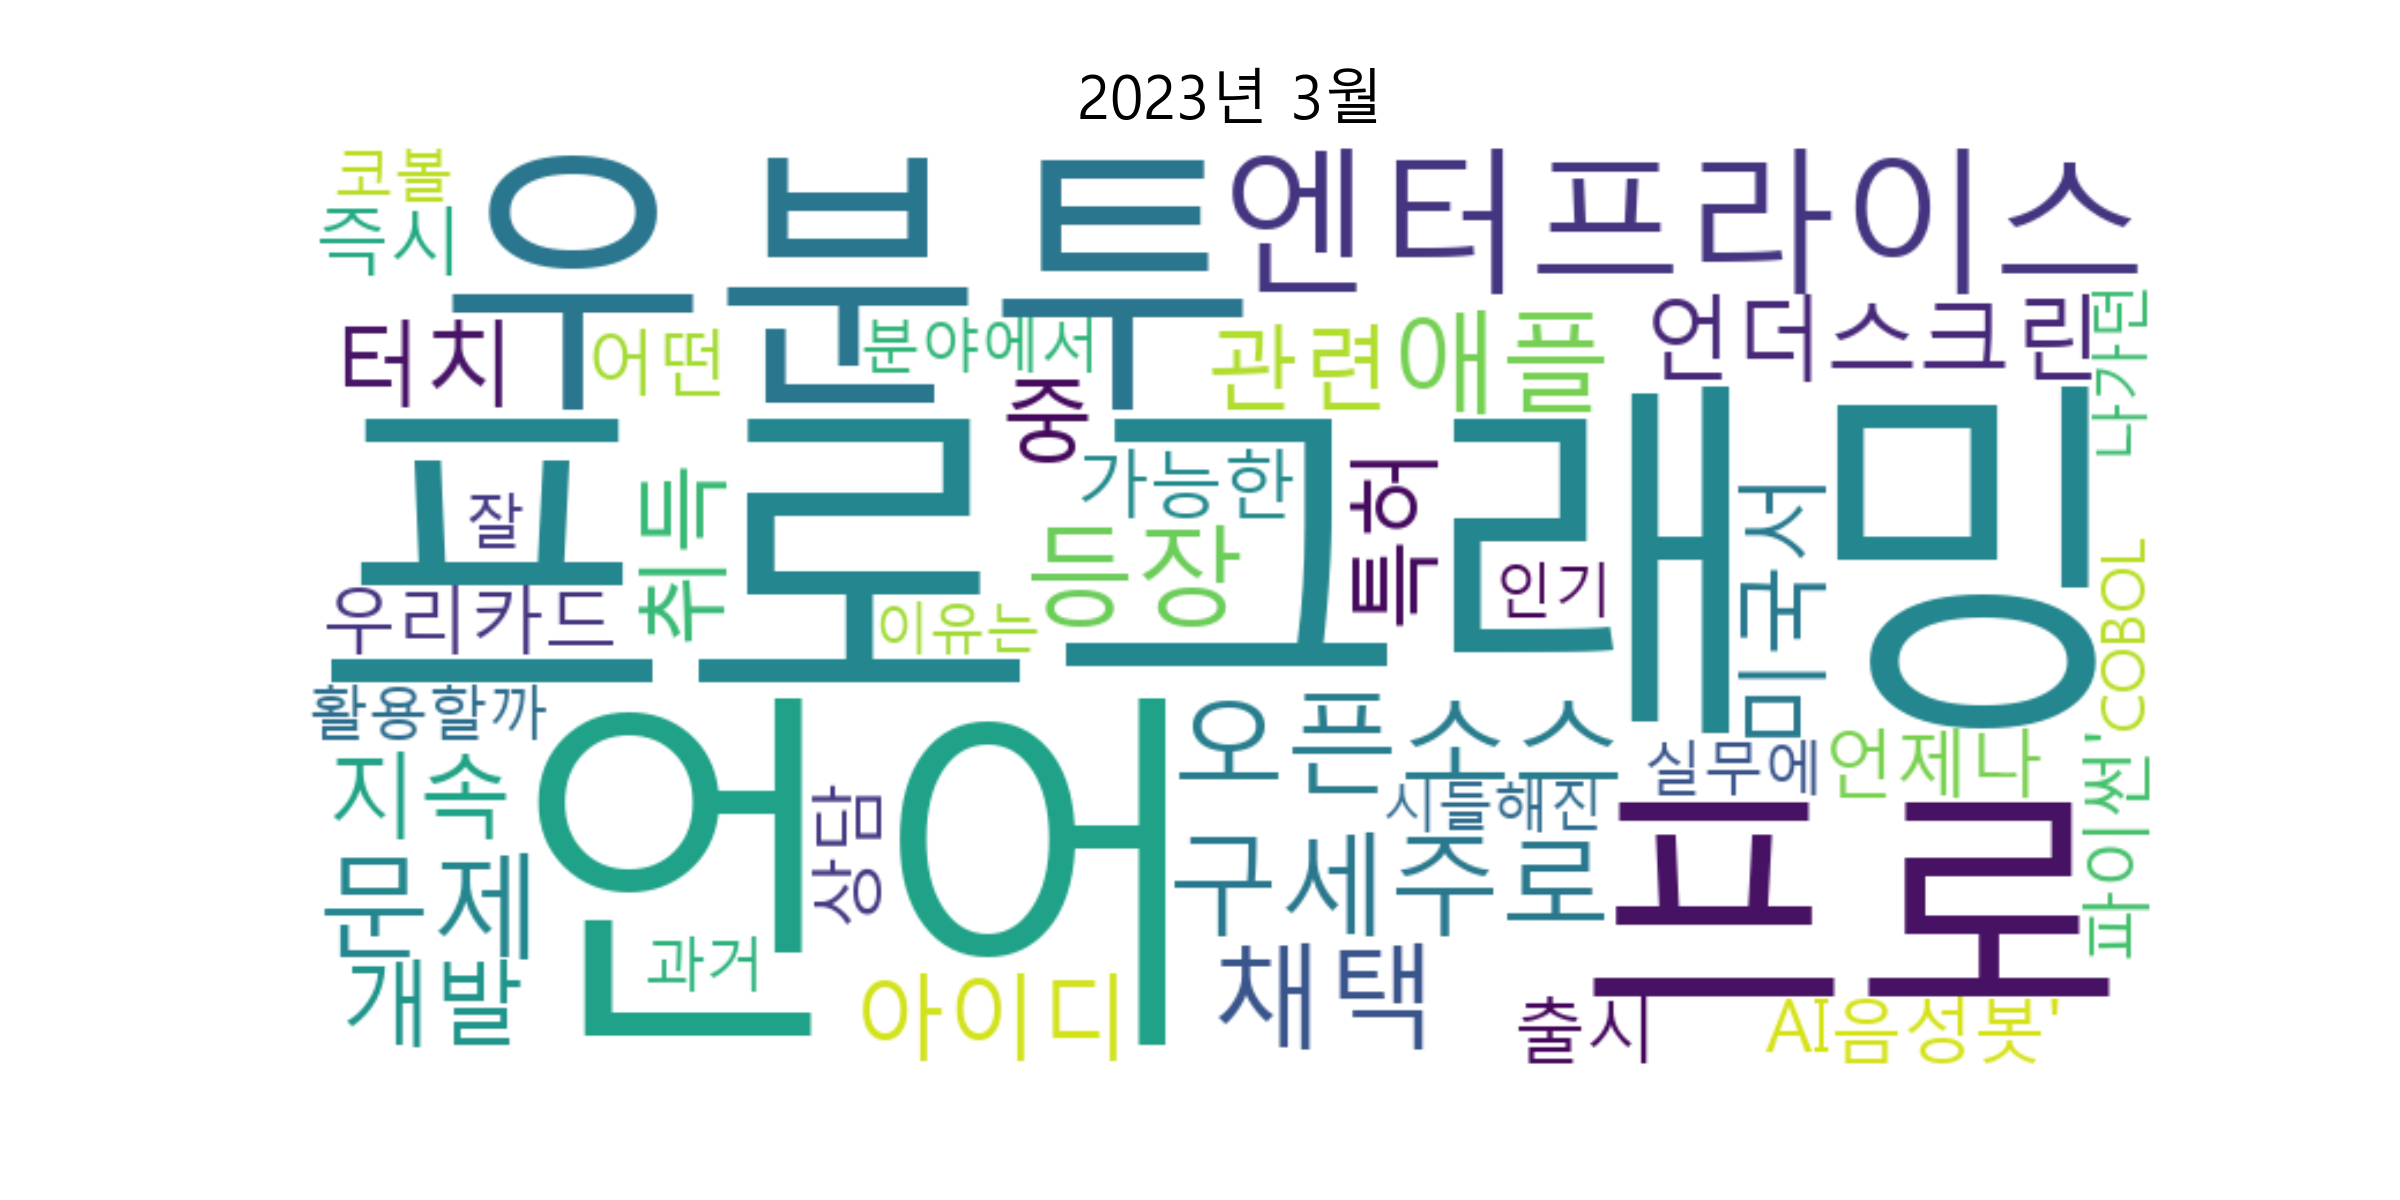 2023년 3월
코볼
우분투
엔터프라이스
즉시
터치
어떤
분야에서
관련
애플
언더스크린
나가던
중
프로그래밍
가능한
특허
미국서
잘
취득
등장
인기
COBOL
우리카드
이유는
활용할까
언어
오픈소스
실무에
언제나
파이썬'
지속
상담
시들해진
구세주로
프로
문제
과거
개발
아이디
채택
출시
AI음성봇'